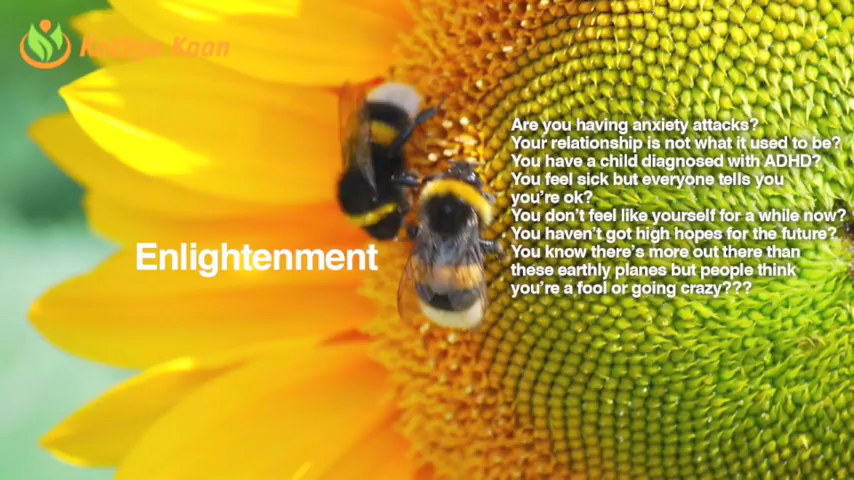 Kathye Kaan
Enlightenment
Are you having anxiety attacks?
Your relationship is not what it used to be?
You have a child diagnosed with ADHD?
You feel sick but everyone tells you
you're ok?
You don't feel like yourself for a while now?
You haven't got high hopes for the future?
You know there's more out there than
these earthly planes but people think
you're a fool or going crazy???